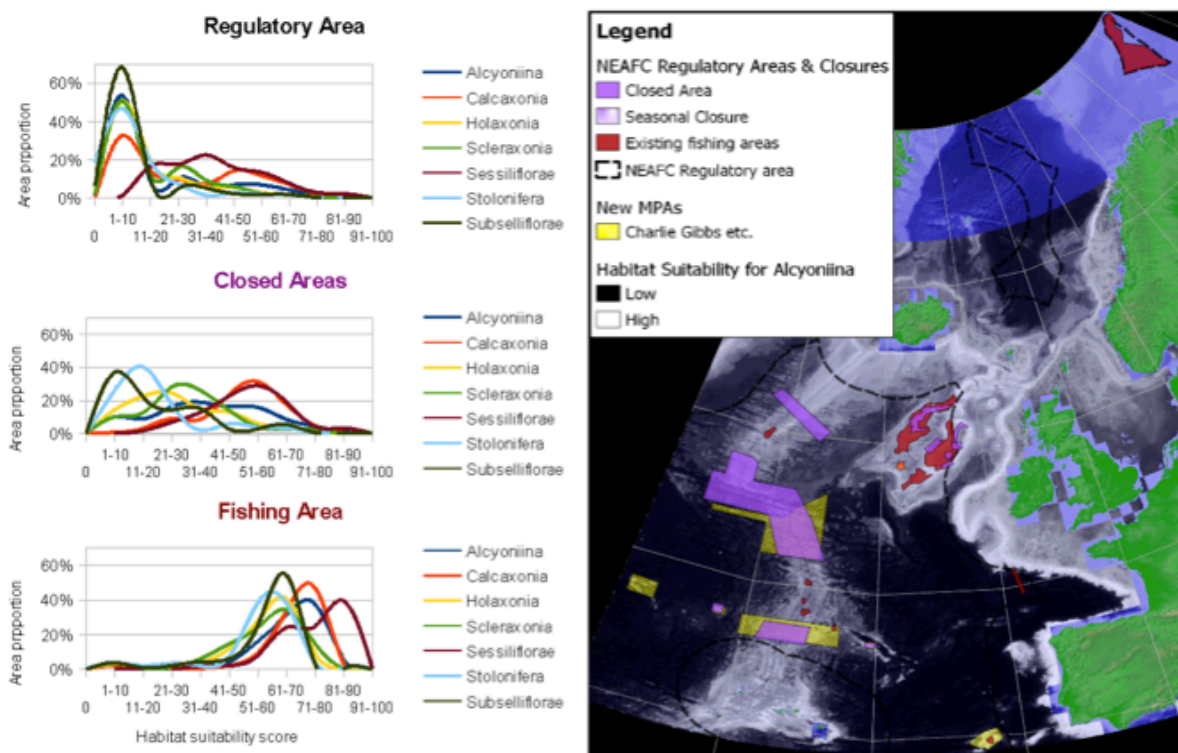 Regulatory Area
Area prpportion
60%
40%
20%
0%
1-10 21-30 41-50 61-70 81-90
0 11-20 31-40 51-60 71-80 91-100
Alcyoniina
Calcaxonia
Holaxonia
Scleraxonia
Sessiliflorae
Stolonifera
Subselliflorae
Closed Areas
Area prpportion
60%
40%
20%
0%
1-10 21-30 41-50 61-70 81-90
0 11-20 31-40 51-60 71-80 91-100
Alcyoniina
Calcaxonia
Holaxonia
Scleraxonia
Sessiliflorae
Stolonifera
Subselliflorae
Fishing Area
Area prpportion
60%
40%
20%
0%
1-10 21-30 41-50 61-70 81-90
0 11-20 31-40 51-60 71-80 91-100
Habitat suitability score
Alcyoniina
Calcaxonia
Holaxonia
Scleraxonia
Sessiliflorae
Stolonifera
Subselliflorae
Legend
NEAFC Regulatory Areas & Closures
Closed Area
Seasonal Closure
Existing fishing areas
NEAFC Regulatory area
New MPAs
Charlie Gibbs etc.
Habitat Suitability for Alcyoniina
Low
High